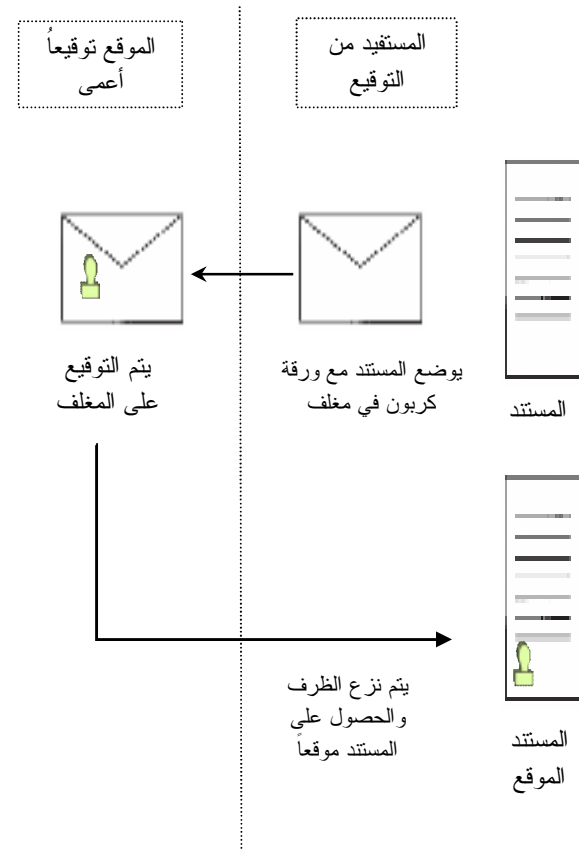 المستفيد من
التوقيع
الموقع توقيعاُ
أعمى
المستند
يوضع المستند مع ورقة
كربون في مغلف
يتم التوقيع
على المغلف
يتم نزع الظرف
والحصول على
المستند موقعاً
المستند
الموقع